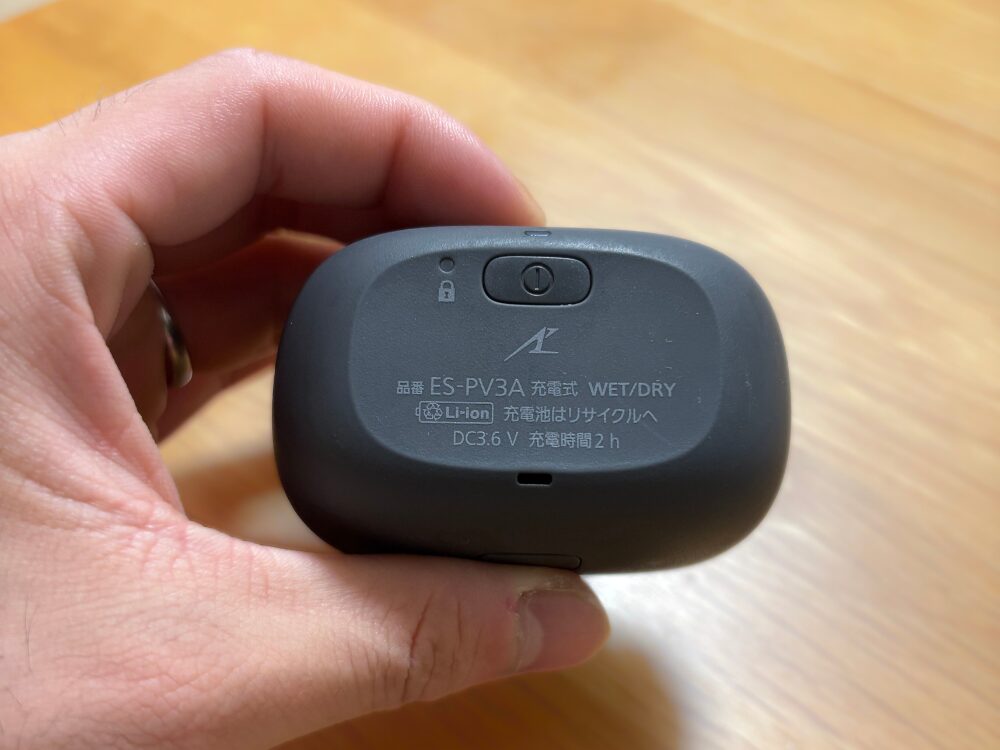 品番 ES-PV3A 充電式 WET/DRY
Li-ion 充電池はリサイクルへ
DC3.6 V 充電時間2h